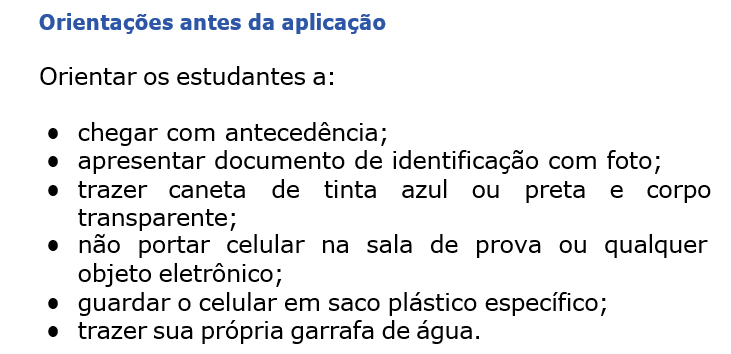 Orientações antes da aplicação
Orientar os estudantes a:
● chegar com antecedência;
● apresentar documento de identificação com foto;
● trazer caneta de tinta azul ou preta e corpo
transparente;
● não portar celular na sala de prova ou qualquer
objeto eletrônico;
● guardar o celular em saco plástico específico;
● trazer sua própria garrafa de água.